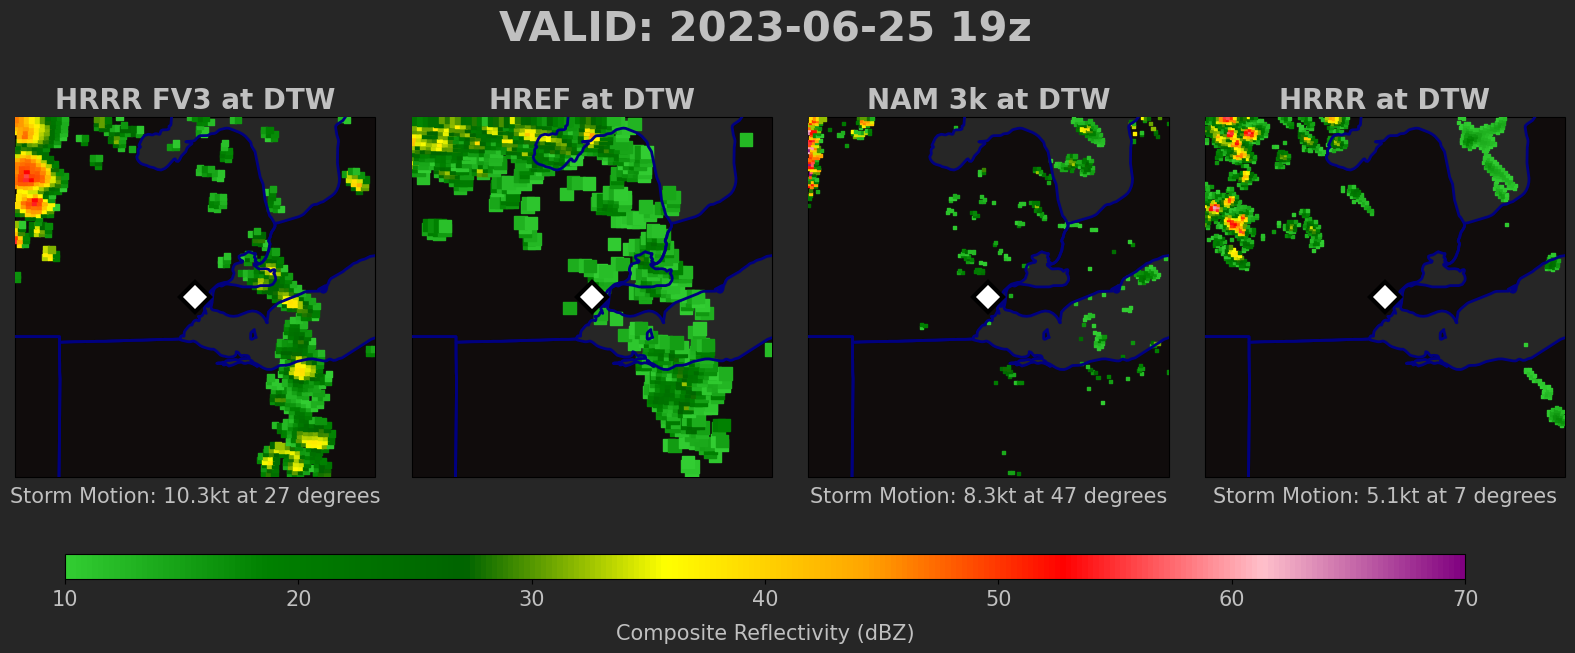 VALID: 2023-06-25 19z
HRRR FV3 at DTW
HREF at DTW
NAM 3k at DTW
HRRR at DTW
Storm Motion: 10.3kt at 27 degrees
Storm Motion: 8.3kt at 47 degrees
Storm Motion: 5.1kt at 7 degrees
10 20 30 40 50 60 70
Composite Reflectivity (dBZ)